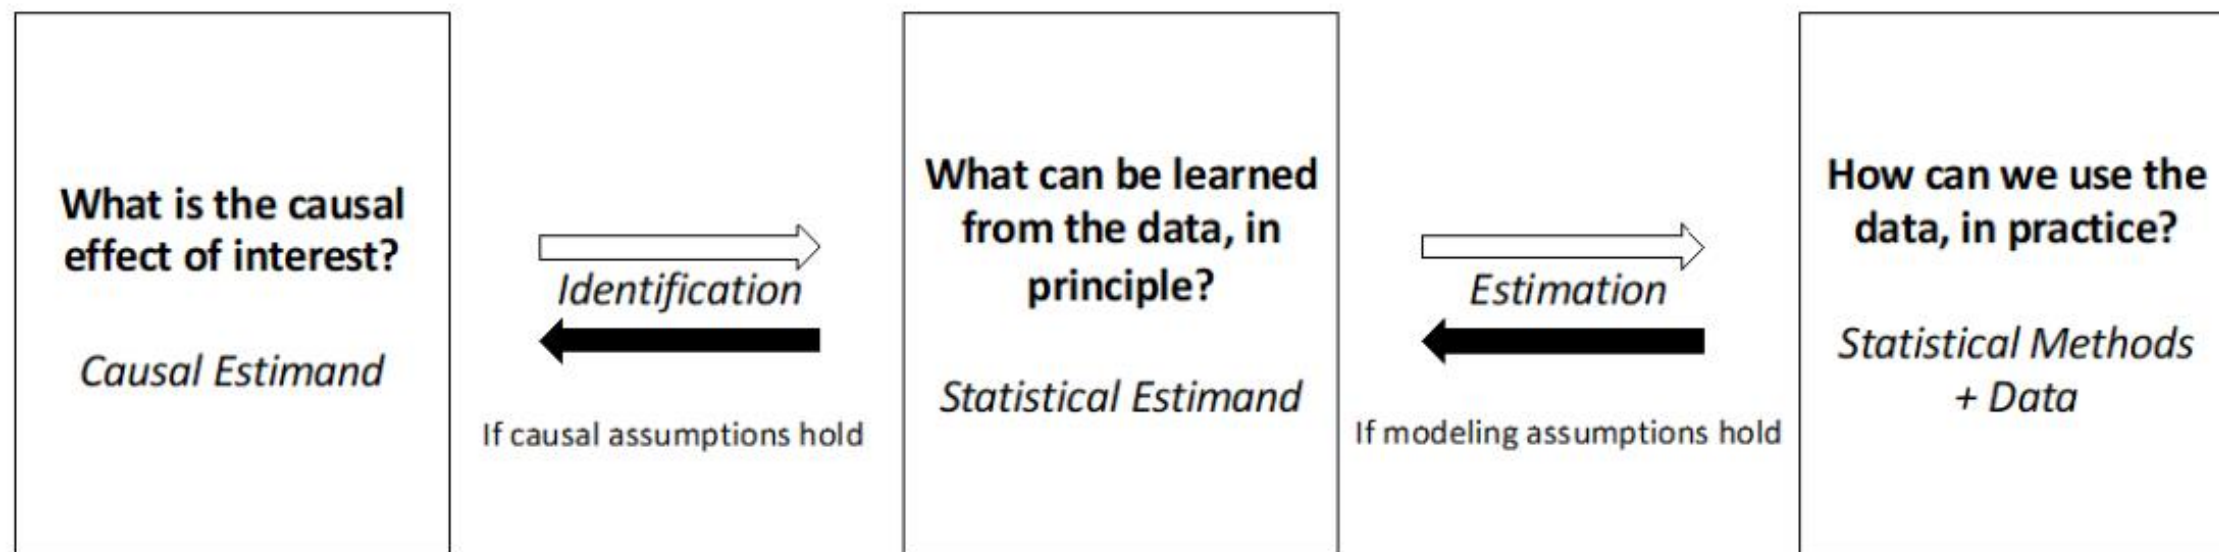 What is the causal
effect of interest?
Causal Estimand
Identification
If causal assumptions hold
What can be learned
from the data, in
principle?
Statistical Estimand
Estimation
If modeling assumptions hold
How can we use the
data, in practice?
Statistical Methods
+ Data